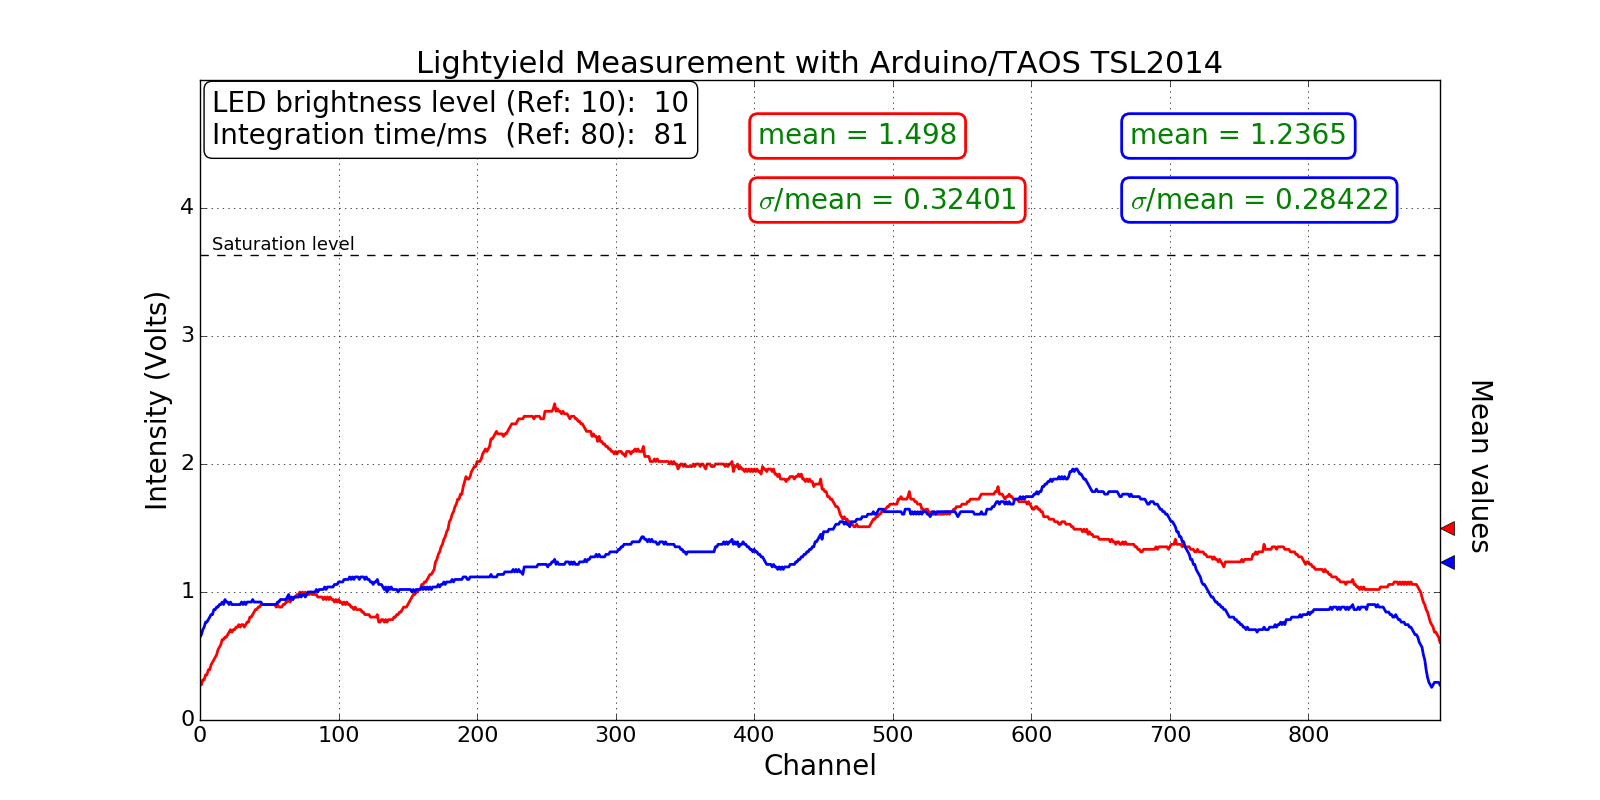 Lightyield Measurement with Arduino/TAOS TSL2014
LED brightness level (Ref: 10):  10
Integration time/ms  (Ref: 80):  81
mean = 1.498
mean = 1.2365
σ/mean = 0.32401
σ/mean = 0.28422
Saturation level
Intensity (Volts)
4
3
2
1
0
Mean values
0 100 200 300 400 500 600 700 800
Channel